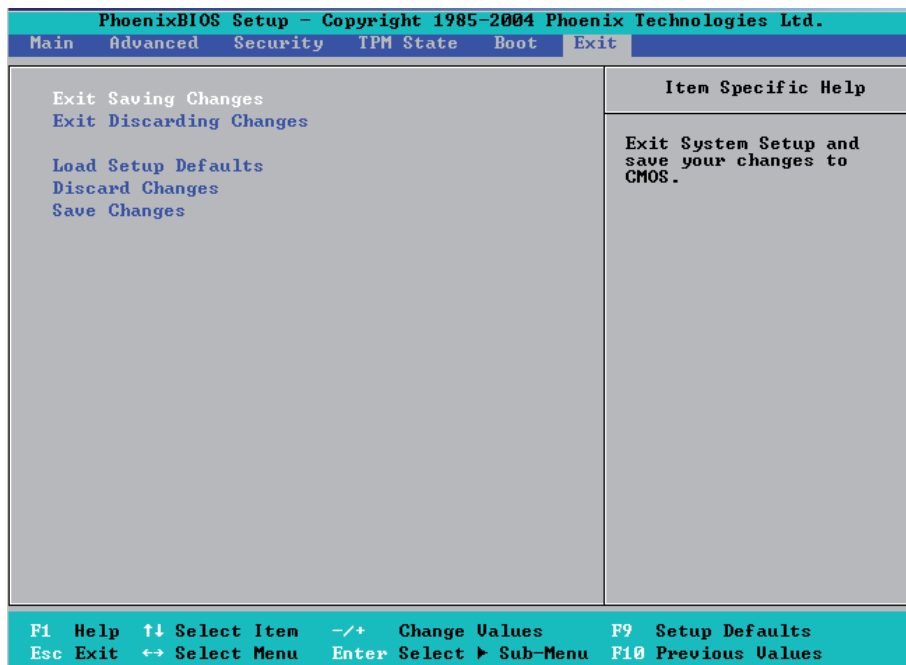 PhoenixBIOS Setup - Copyright 1985-2004 Phoenix Technologies Ltd.
Main Advanced Security TPM State Boot Exit
Exit Saving Changes
Exit Discarding Changes
Load Setup Defaults
Discard Changes
Save Changes
Item Specific Help
Exit System Setup and
save your changes to
CMOS.
F1 Help ↑↓ Select Item -/+ Change Values F9 Setup Defaults
Esc Exit ↔ Select Menu Enter Select ▶ Sub-Menu F10 Previous Values